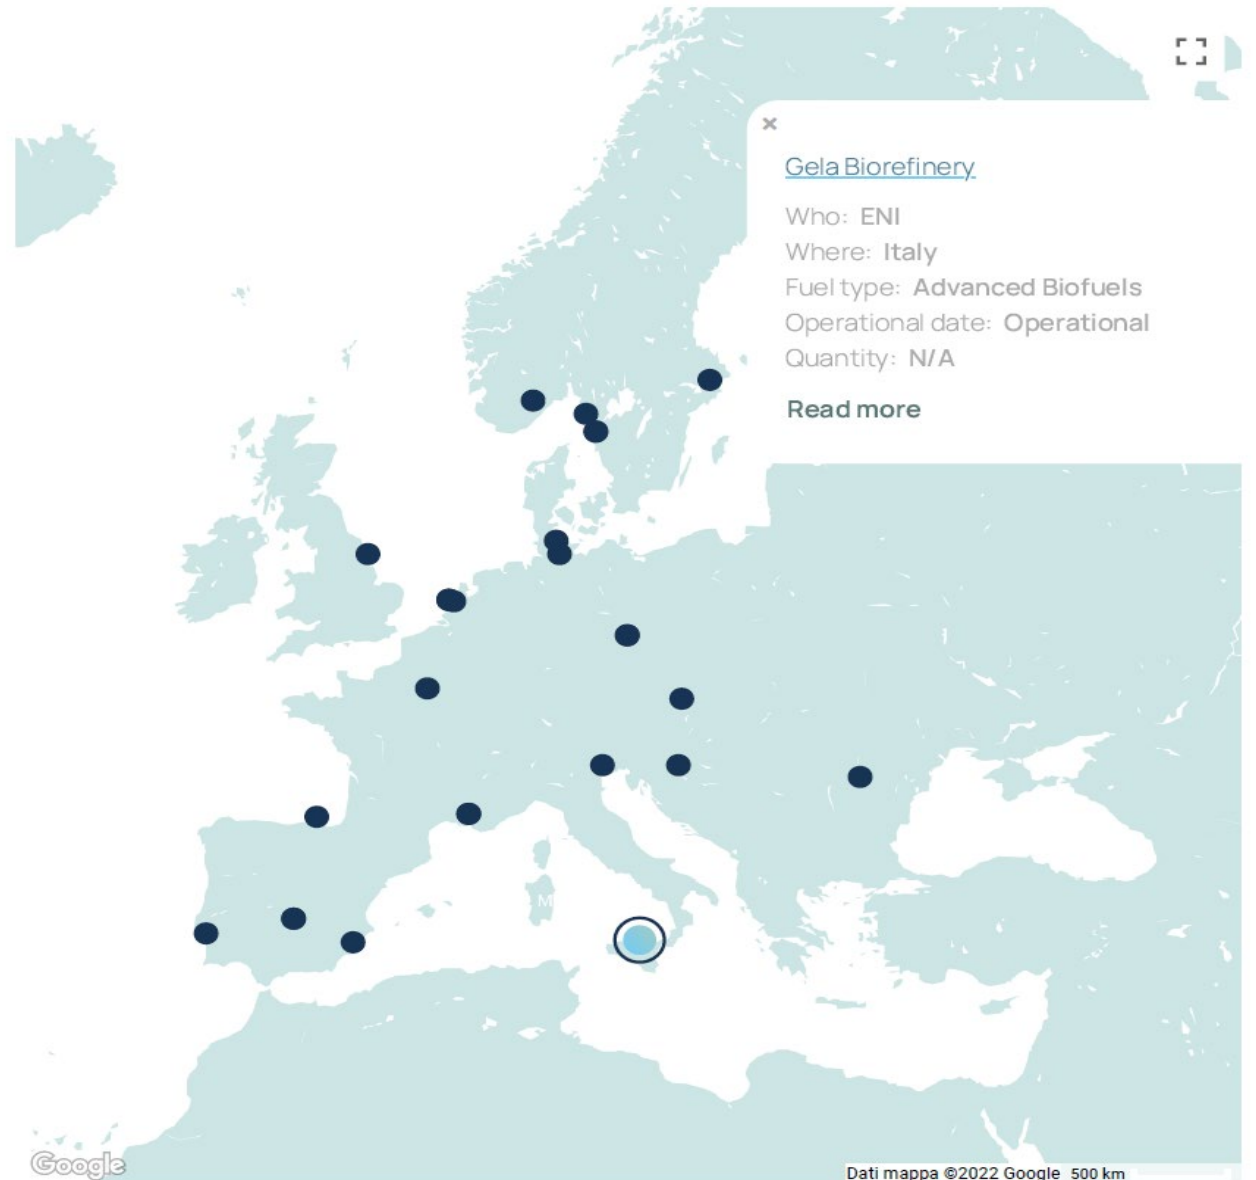 ×
Gela Biorefinery
Who: ENI
Where: Italy
Fuel type: Advanced Biofuels
Operational date: Operational
Quantity: N/A
Read more
M
Google
Dati mappa ©2022 Google 500 km